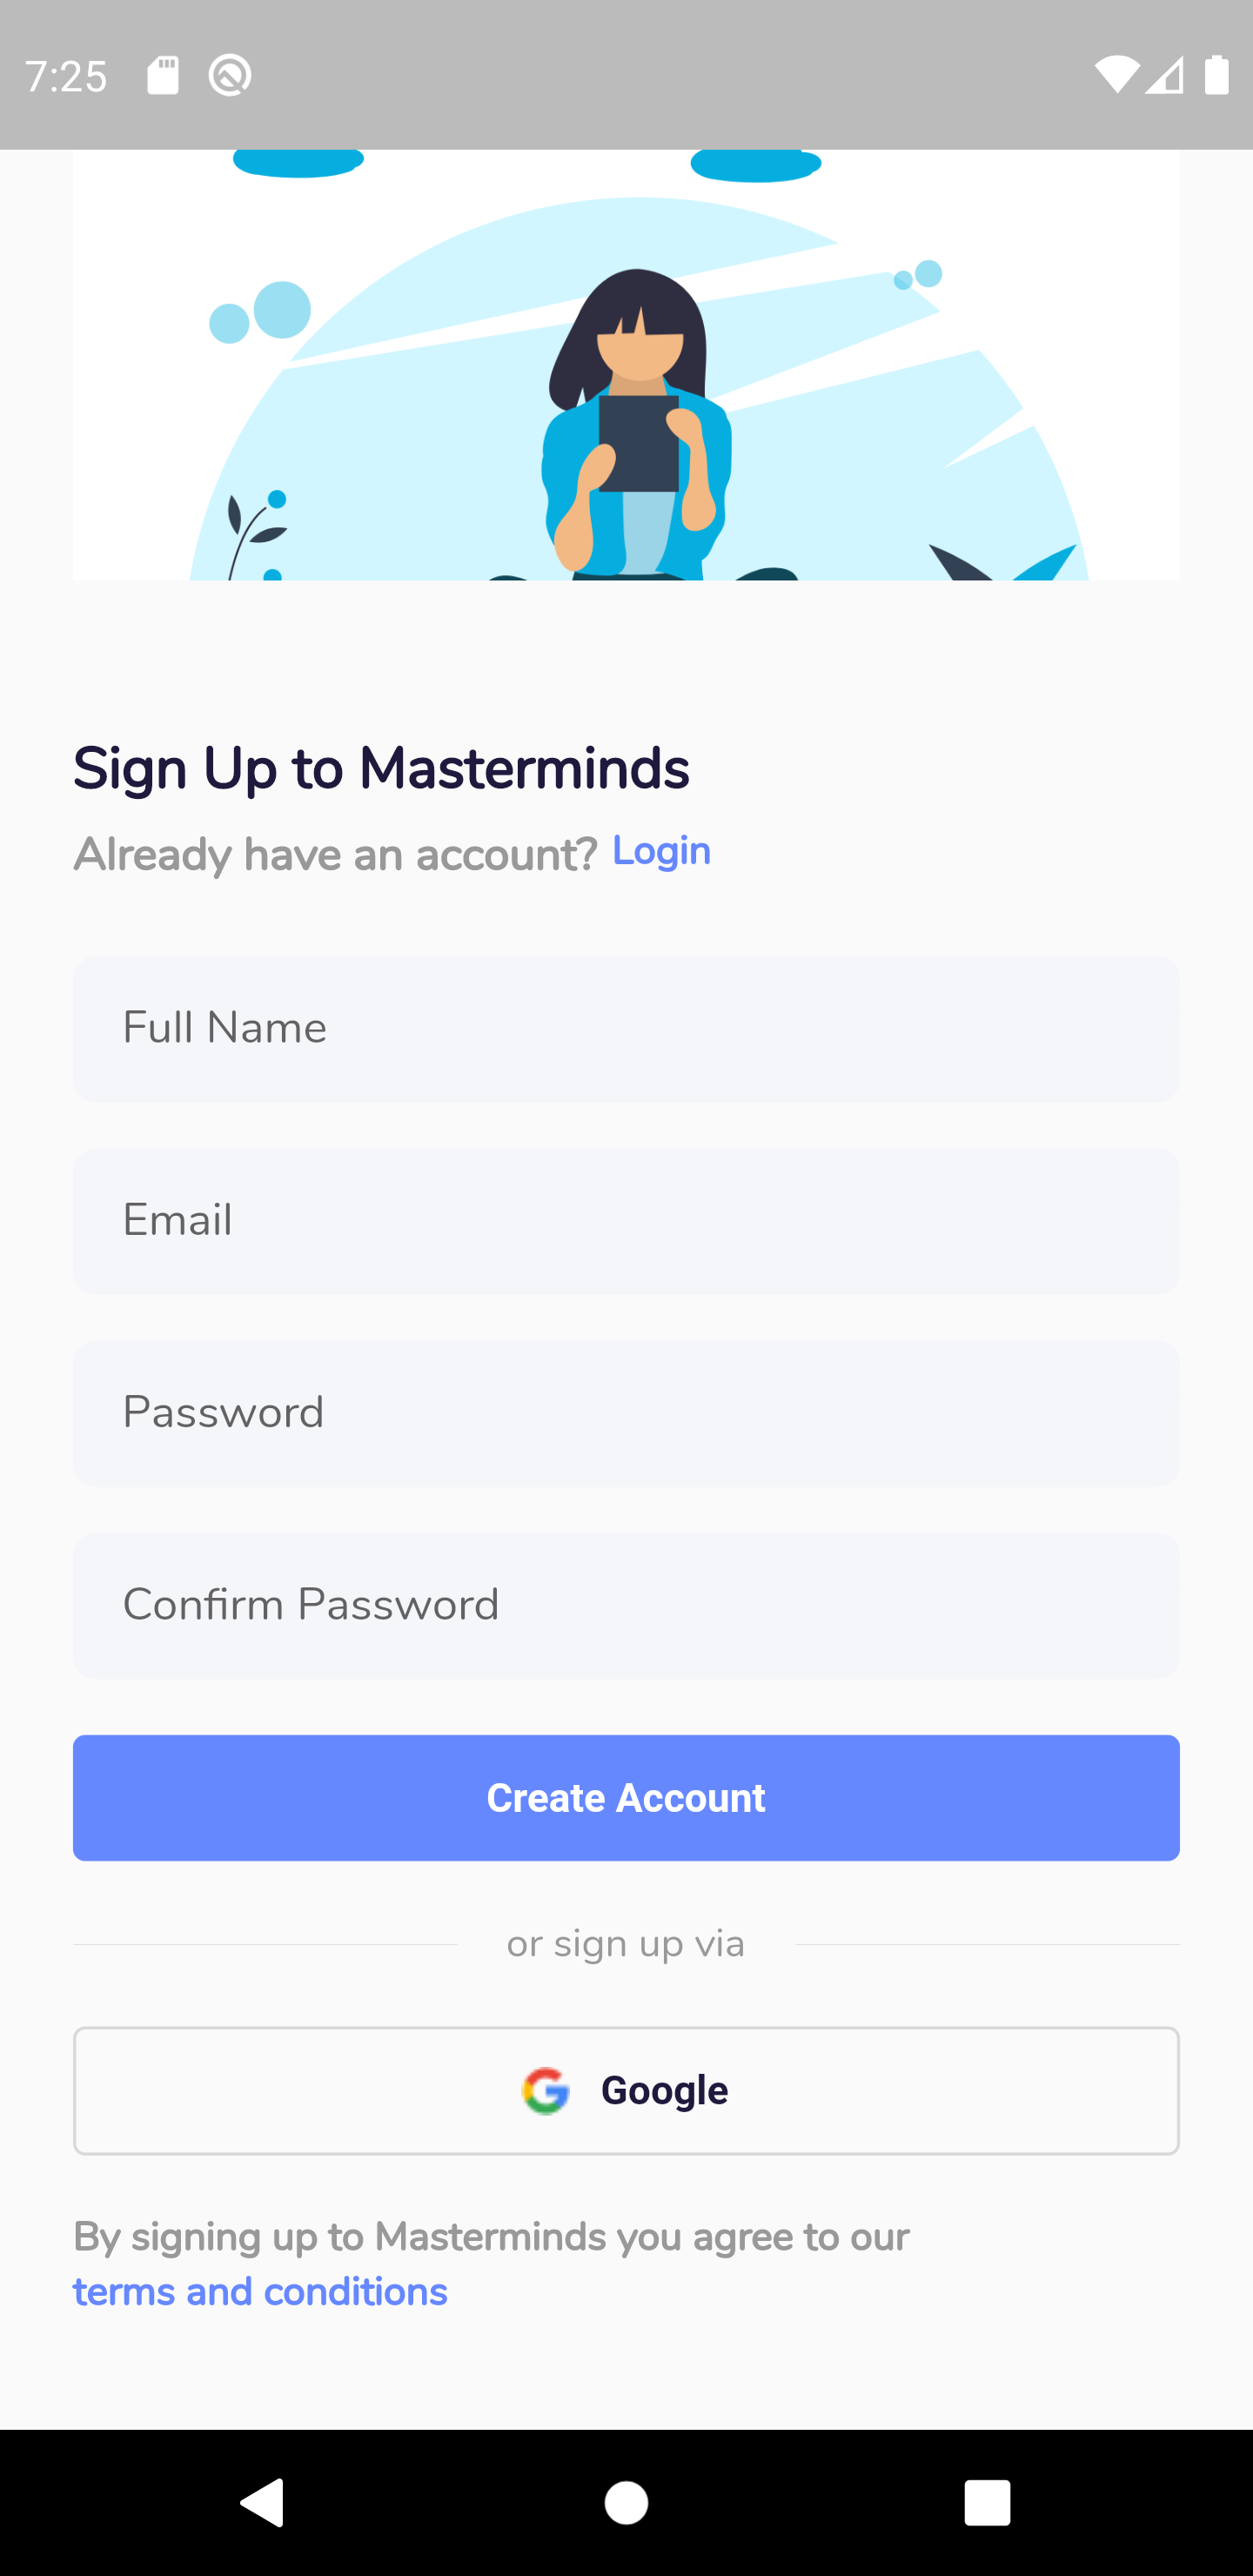 7:25
Sign Up to Masterminds
Already have an account? Login
Full Name
Email
Password
Confirm Password
Create Account
or sign up via
Google
By signing up to Masterminds you agree to our
terms and conditions